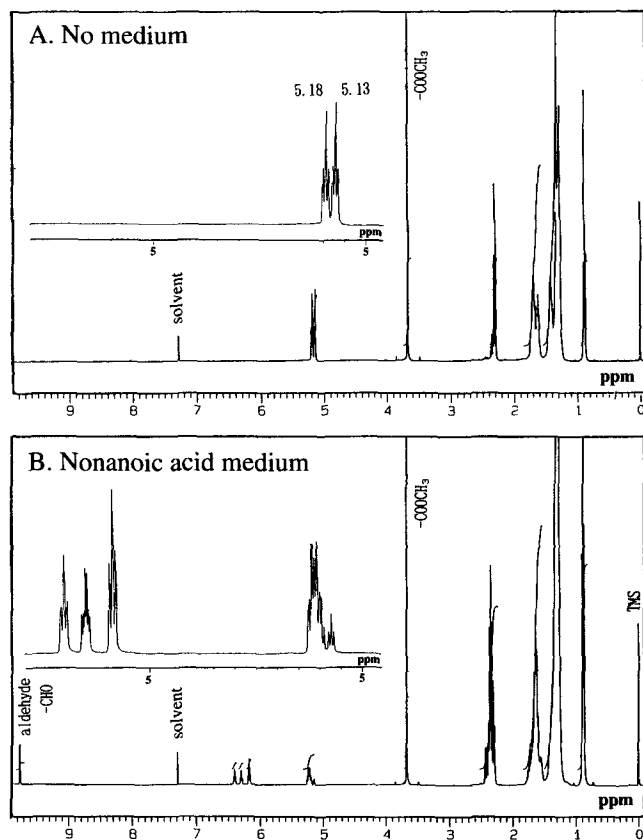 A. No medium
5.18 5.13
-COOCH₃
5 ppm 5
solvent
ppm
9 8 7 6 5 4 3 2 1 0
B. Nonanoic acid medium
-COOCH₃
TMS
5 ppm 5
aldehyde
-CHO
solvent
ppm
9 8 7 6 5 4 3 2 1 0